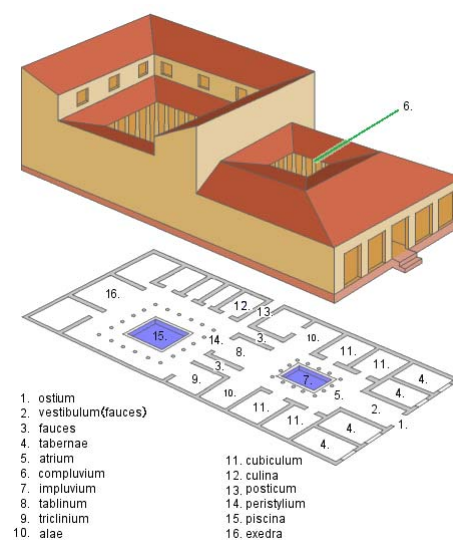 6.
16.
12.
13
15.
14.
3.
10.
8.
11.
3.
7.
11.
4.
9.
5.
4.
10.
2.
11.
1.
11.
4.
4.
1. ostium
2. vestibulum{fauces)
3. fauces
4. tabernae
5. atrium
6. compluvium
7. impluvium
8. tablinum
9. triclinium
10. alae
11. cubiculum
12. culina
13. posticum
14. peristylium
15. piscina
16. exedra